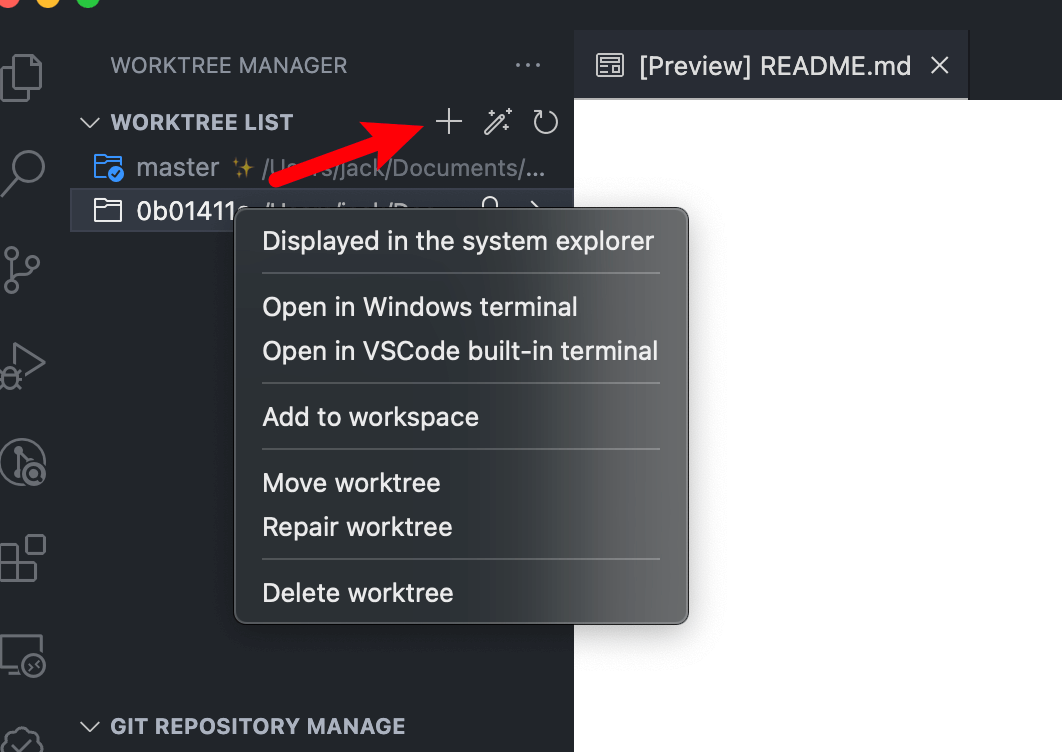 WORKTREE MANAGER
[Preview] README.md
WORKTREE LIST
master /Users/jack/Documents/...
0b01411
Displayed in the system explorer
Open in Windows terminal
Open in VSCode built-in terminal
Add to workspace
Move worktree
Repair worktree
Delete worktree
GIT REPOSITORY MANAGE